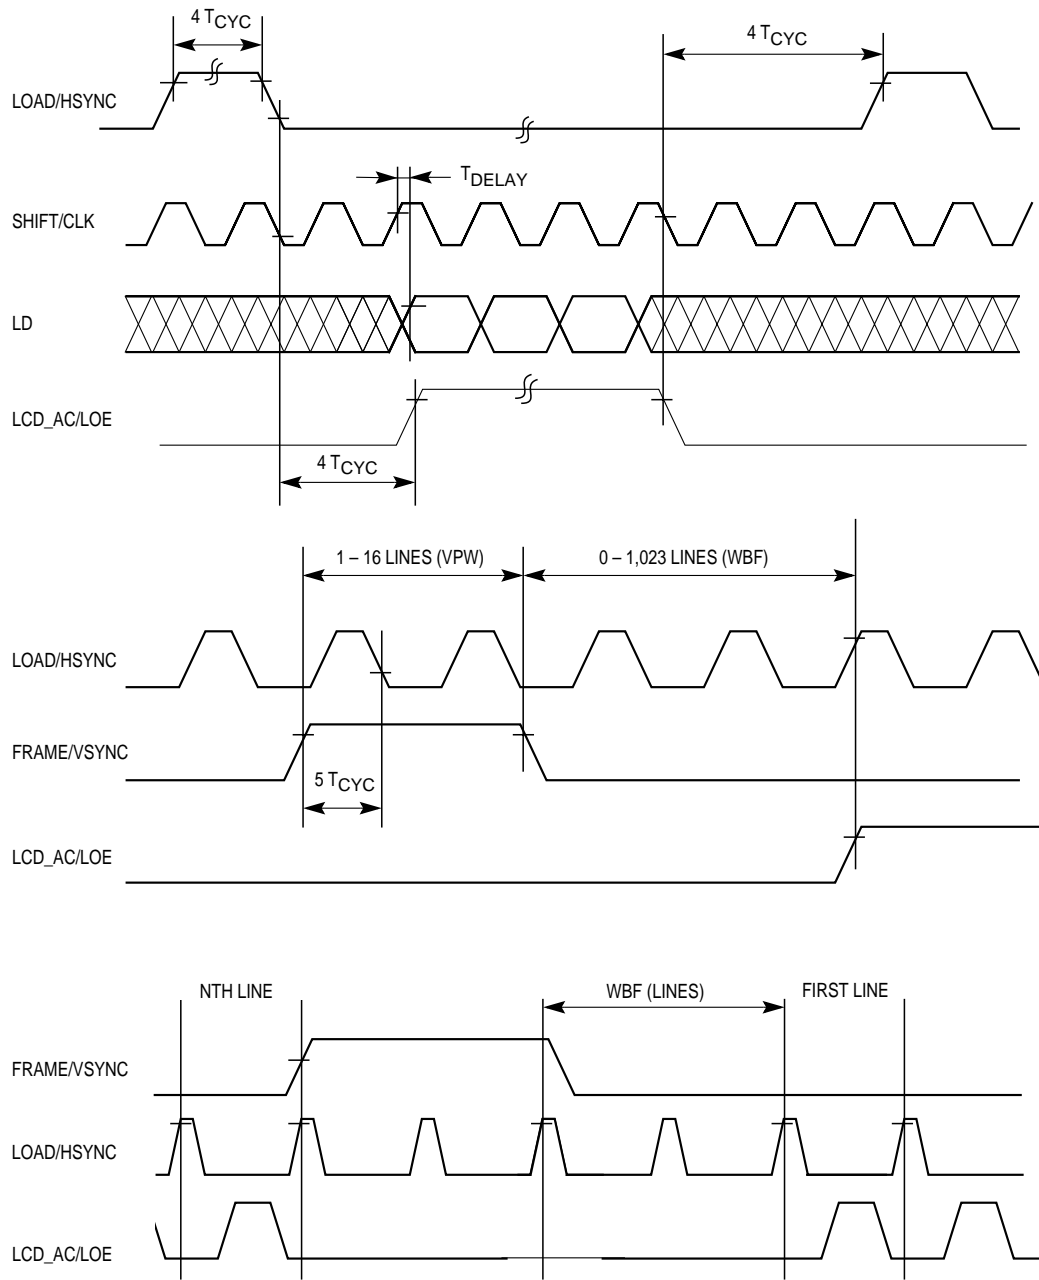 4 TCYC
4 TCYC
LOAD/HSYNC
TDELAY
SHIFT/CLK
LD
LCD_AC/LOE
4 TCYC
1 – 16 LINES (VPW)
0 – 1,023 LINES (WBF)
LOAD/HSYNC
FRAME/VSYNC
5 TCYC
LCD_AC/LOE
NTH LINE
WBF (LINES)
FIRST LINE
FRAME/VSYNC
LOAD/HSYNC
LCD_AC/LOE